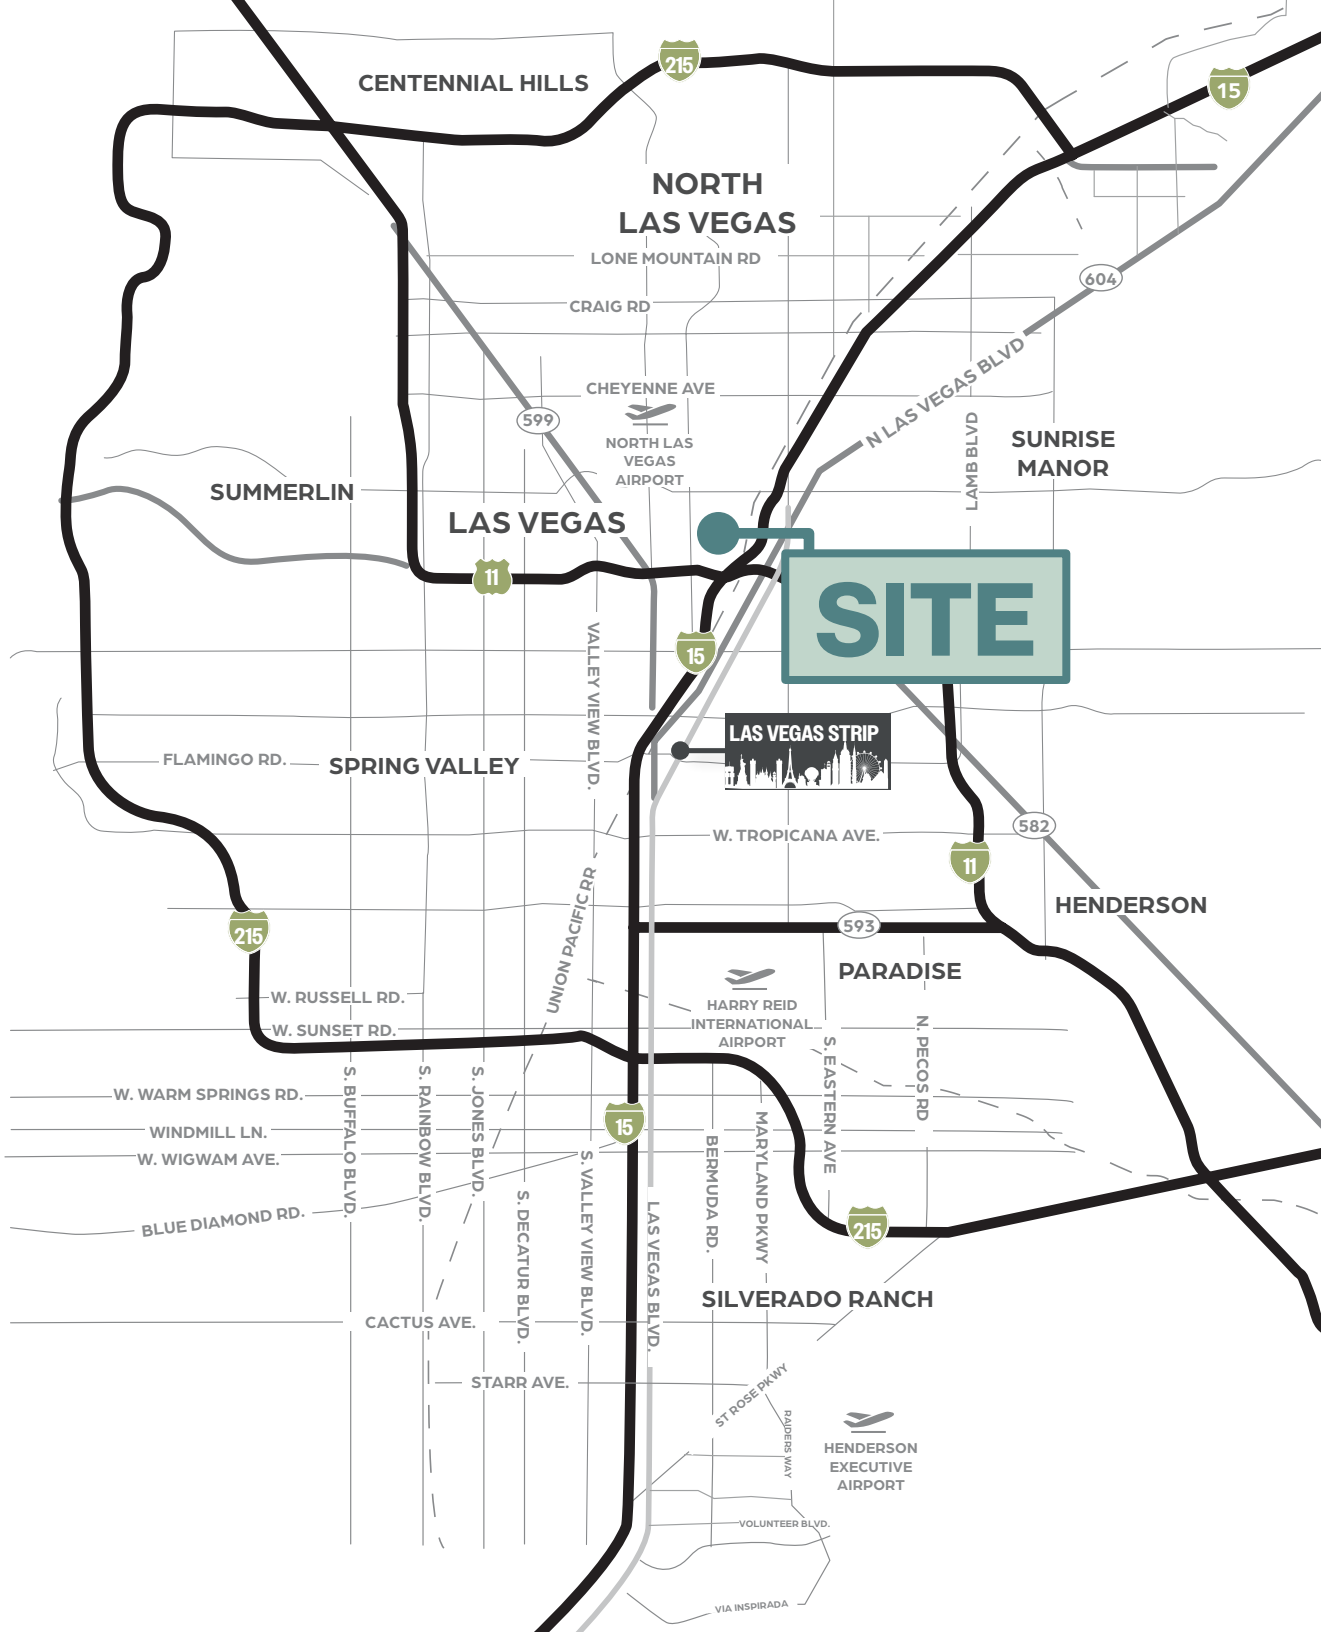 215
CENTENNIAL HILLS
15
NORTH
LAS VEGAS
LONE MOUNTAIN RD
604
CRAIG RD
N LAS VEGAS BLVD
CHEYENNE AVE
599
NORTH LAS
VEGAS
AIRPORT
LAMB BLVD
SUNRISE
MANOR
SUMMERLIN
LAS VEGAS
11
SITE
15
VALLEY VIEW BLVD.
LAS VEGAS STRIP
FLAMINGO RD.
SPRING VALLEY
W. TROPICANA AVE.
582
11
UNION PACIFIC RR
HENDERSON
215
593
PARADISE
W. RUSSELL RD.
HARRY REID
INTERNATIONAL
AIRPORT
W. SUNSET RD.
S. EASTERN AVE
N. PECOS RD
W. WARM SPRINGS RD.
S. BUFFALO BLVD.
S. RAINBOW BLVD.
S. JONES BLVD.
15
WINDMILL LN.
W. WIGWAM AVE.
BERMUDA RD.
MARYLAND PKWY
BLUE DIAMOND RD.
S. DECATUR BLVD.
S. VALLEY VIEW BLVD.
LAS VEGAS BLVD.
215
SILVERADO RANCH
CACTUS AVE.
STARR AVE.
ST ROSE PKWY
RAIDERS WAY
HENDERSON
EXECUTIVE
AIRPORT
VOLUNTEER BLVD.
VIA INSPIRADA